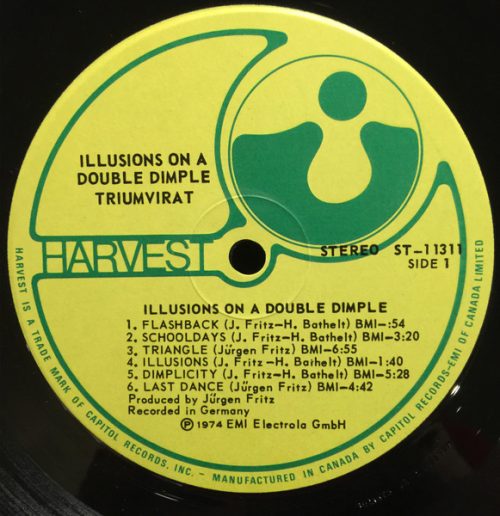 ILLUSIONS ON A
DOUBLE DIMPLE
TRIUMVIRAT
HARVEST
STEREO ST-11311
SIDE 1
ILLUSIONS ON A DOUBLE DIMPLE
1. FLASHBACK (J. Fritz-H. Bathelt) BMI-:54
2. SCHOOLDAYS (J. Fritz-H. Bathelt) BMI-3:20
3. TRIANGLE (Jürgen Fritz) BMI-6:55
4. ILLUSIONS (J. Fritz-H. Bathelt) BMI-1:40
5. DIMPLICITY (J. Fritz-H. Bathelt) BMI-5:28
6. LAST DANCE (Jürgen Fritz) BMI-4:42
Produced by Jürgen Fritz
Recorded in Germany
℗ 1974 EMI Electrola GmbH
HARVEST IS A TRADE MARK OF CAPITOL RECORDS, INC. – MANUFACTURED IN CANADA BY CAPITOL RECORDS-EMI OF CANADA LIMITED